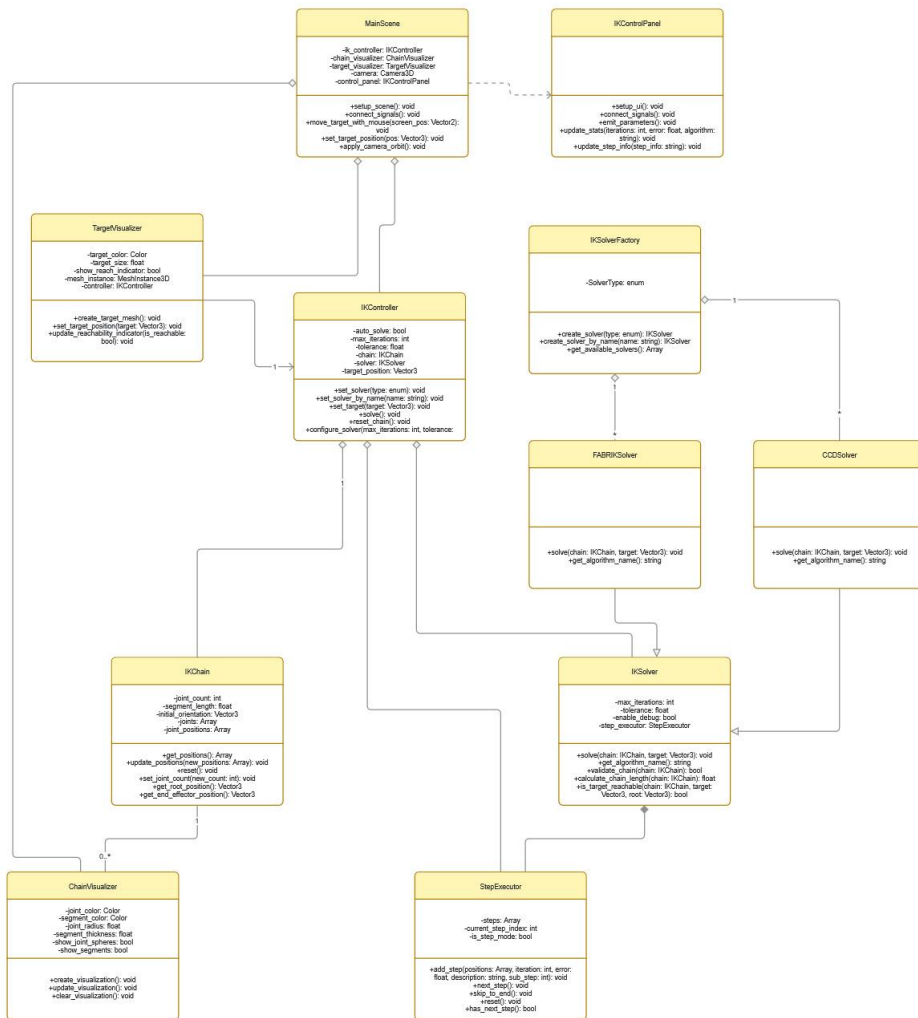 MainScene
-ik_controller: IKController
-chain_visualizer: ChainVisualizer
-target_visualizer: TargetVisualizer
-camera: Camera3D
-control_panel: IKControlPanel
+setup_scene(): void
+connect_signals(): void
+move_target_with_mouse(screen_pos: Vector2):
void
+set_target_position(pos: Vector3): void
+apply_camera_orbit(): void
IKControlPanel
+setup_ui(): void
+connect_signals(): void
+emit_parameters(): void
+update_stats(iterations: int, error: float, algorithm:
string): void
+update_step_info(step_info: string): void
TargetVisualizer
-target_color: Color
-target_size: float
-show_reach_indicator: bool
-mesh_instance: MeshInstance3D
-controller: IKController
+create_target_mesh(): void
+set_target_position(target: Vector3): void
+update_reachability_indicator(is_reachable:
bool): void
1
IKController
-auto_solve: bool
-max_iterations: int
-tolerance: float
-chain: IKChain
-solver: IKSolver
-target_position: Vector3
+set_solver(type: enum): void
+set_solver_by_name(name: string): void
+set_target(target: Vector3): void
+solve(): void
+reset_chain(): void
+configure_solver(max_iterations: int, tolerance:
IKSolverFactory
-SolverType: enum
+create_solver(type: enum): IKSolver
+create_solver_by_name(name: string): IKSolver
+get_available_solvers(): Array
1
1
*
*
FABRIKSolver
+solve(chain: IKChain, target: Vector3): void
+get_algorithm_name(): string
CCDSolver
+solve(chain: IKChain, target: Vector3): void
+get_algorithm_name(): string
1
IKChain
-joint_count: int
-segment_length: float
-initial_orientation: Vector3
-joints: Array
-joint_positions: Array
+get_positions(): Array
+update_positions(new_positions: Array): void
+reset(): void
+set_joint_count(new_count: int): void
+get_root_position(): Vector3
+get_end_effector_position(): Vector3
1
0..*
IKSolver
-max_iterations: int
-tolerance: float
-enable_debug: bool
-step_executor: StepExecutor
+solve(chain: IKChain, target: Vector3): void
+get_algorithm_name(): string
+validate_chain(chain: IKChain): bool
+calculate_chain_length(chain: IKChain): float
+is_target_reachable(chain: IKChain, target:
Vector3, root: Vector3): bool
ChainVisualizer
-joint_color: Color
-segment_color: Color
-joint_radius: float
-segment_thickness: float
-show_joint_spheres: bool
-show_segments: bool
+create_visualization(): void
+update_visualization(): void
+clear_visualization(): void
StepExecutor
-steps: Array
-current_step_index: int
-is_step_mode: bool
+add_step(positions: Array, iteration: int, error:
float, description: string, sub_step: int): void
+next_step(): void
+skip_to_end(): void
+reset(): void
+has_next_step(): bool